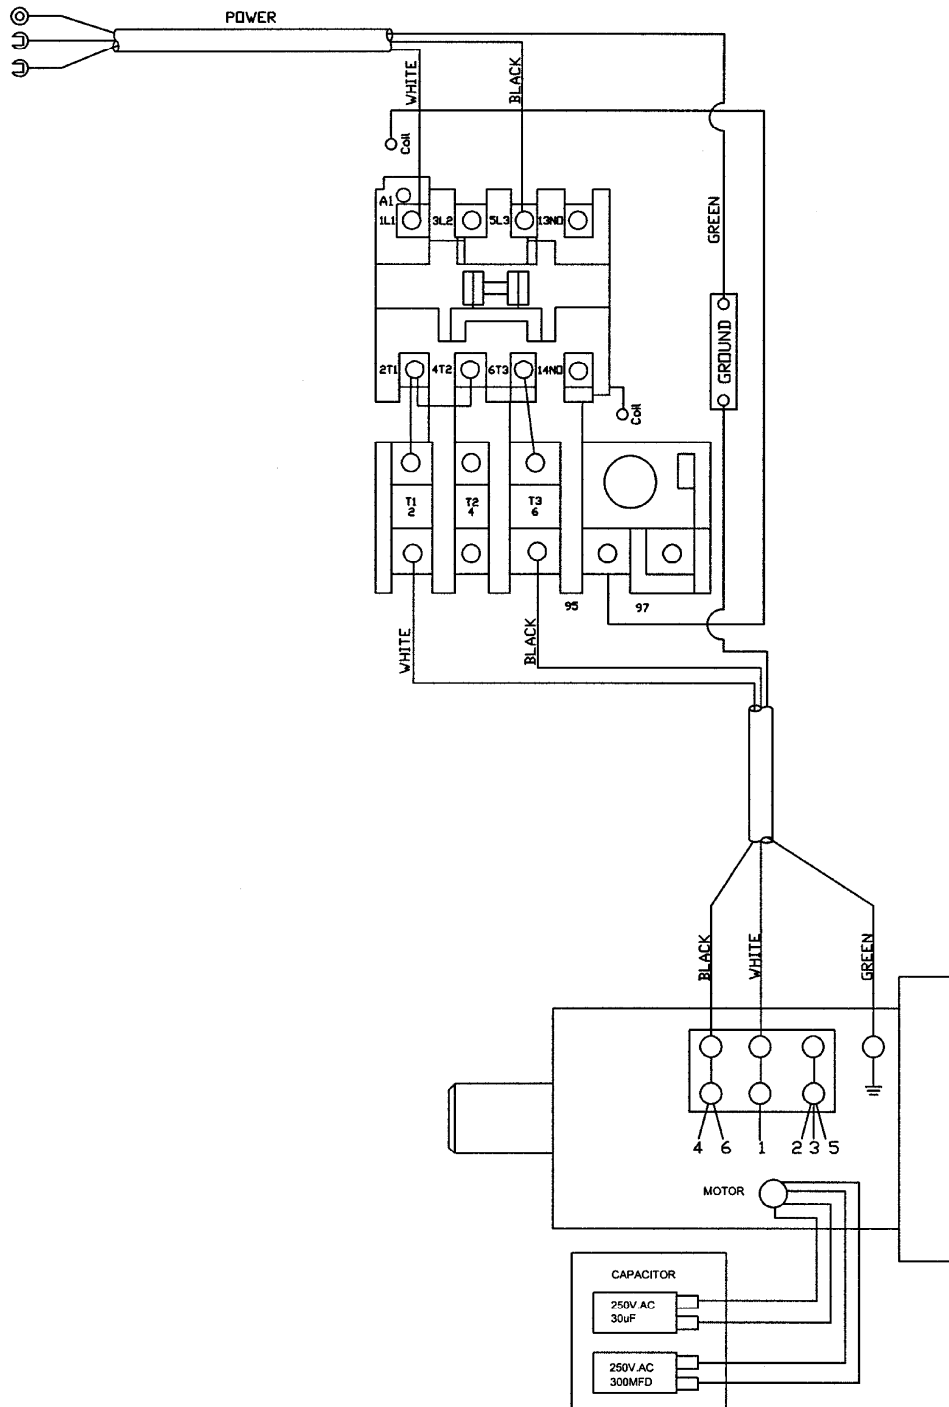 POWER
WHITE
BLACK
Coil
A1
1L1 3L2 5L3 13NO
GREEN
GROUND
2T1 4T2 6T3 14NO
Coil
T1
2
T2
4
T3
6
95 97
WHITE
BLACK
BLACK
WHITE
GREEN
4 6 1 2 3 5
MOTOR
CAPACITOR
250V.AC
30uF
250V.AC
300MFD